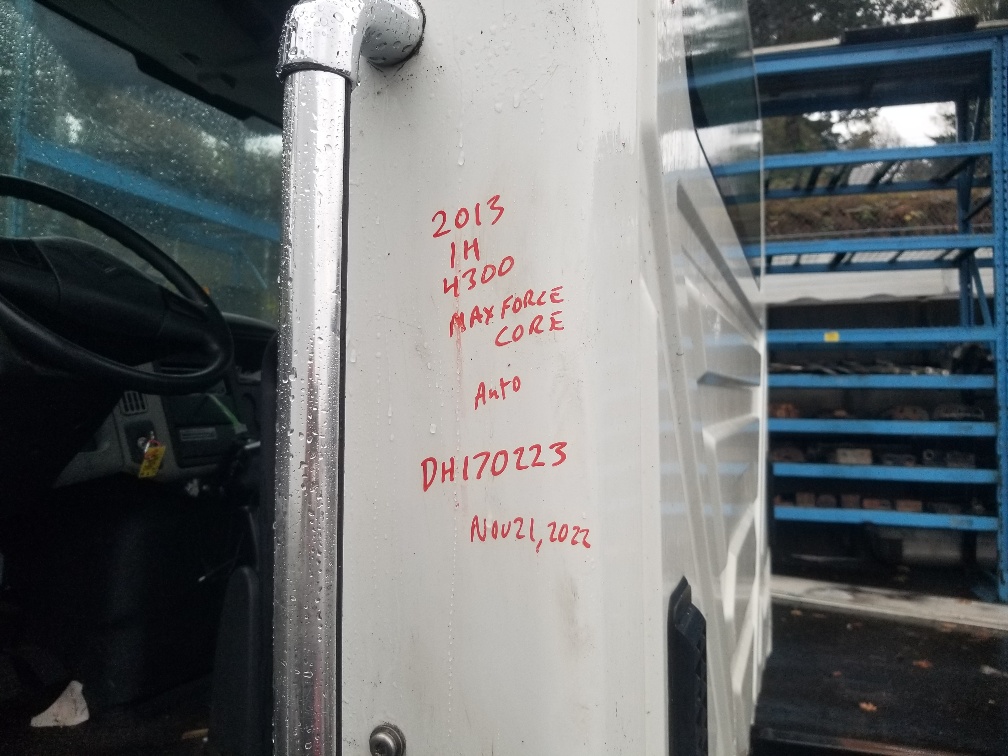 2013
IH
4300
MAXFORCE
CORE
Auto
DH170223
NOV21,2022